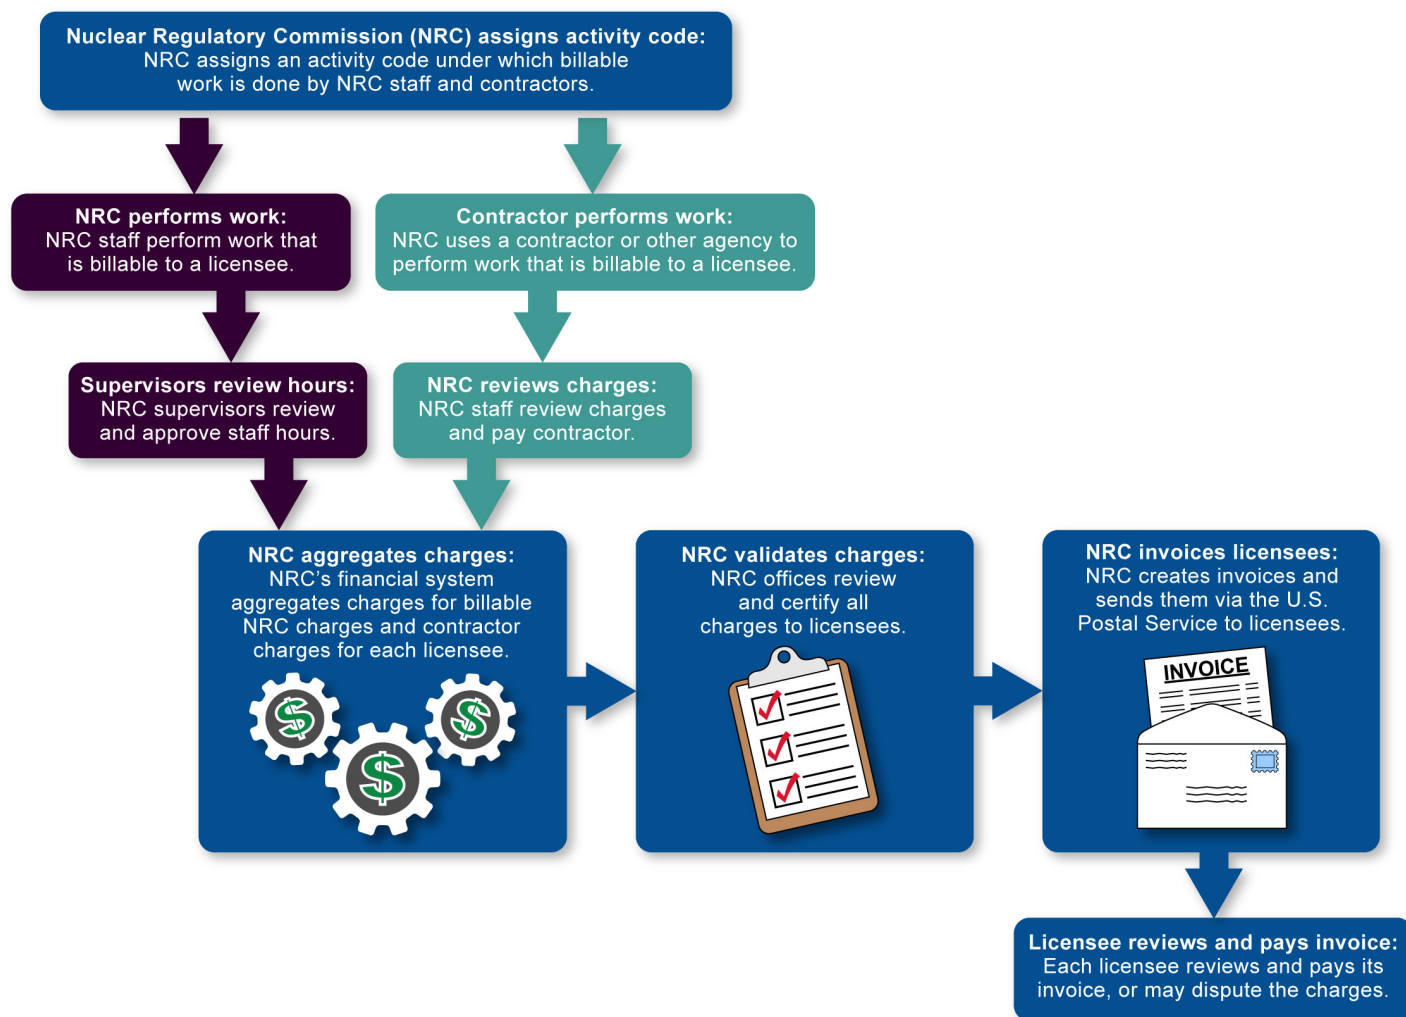 Nuclear Regulatory Commission (NRC) assigns activity code:
NRC assigns an activity code under which billable
work is done by NRC staff and contractors.
NRC performs work:
NRC staff perform work that
is billable to a licensee.
Contractor performs work:
NRC uses a contractor or other agency to
perform work that is billable to a licensee.
Supervisors review hours:
NRC supervisors review
and approve staff hours.
NRC reviews charges:
NRC staff review charges
and pay contractor.
NRC aggregates charges:
NRC's financial system
aggregates charges for billable
NRC charges and contractor
charges for each licensee.
$
$
$
NRC validates charges:
NRC offices review
and certify all
charges to licensees.
NRC invoices licensees:
NRC creates invoices and
sends them via the U.S.
Postal Service to licensees.
INVOICE
Licensee reviews and pays invoice:
Each licensee reviews and pays its
invoice, or may dispute the charges.